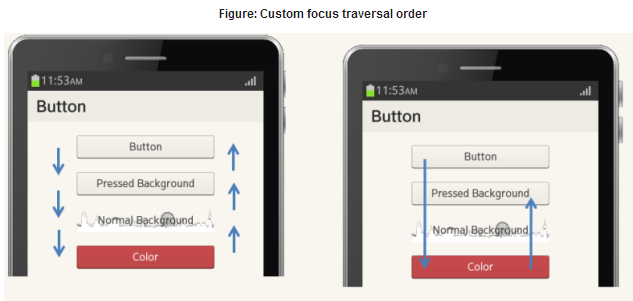 Figure: Custom focus traversal order
11:53AM
Button
Button
Pressed Background
Normal Background
Color
11:53AM
Button
Button
Pressed Background
Normal Background
Color